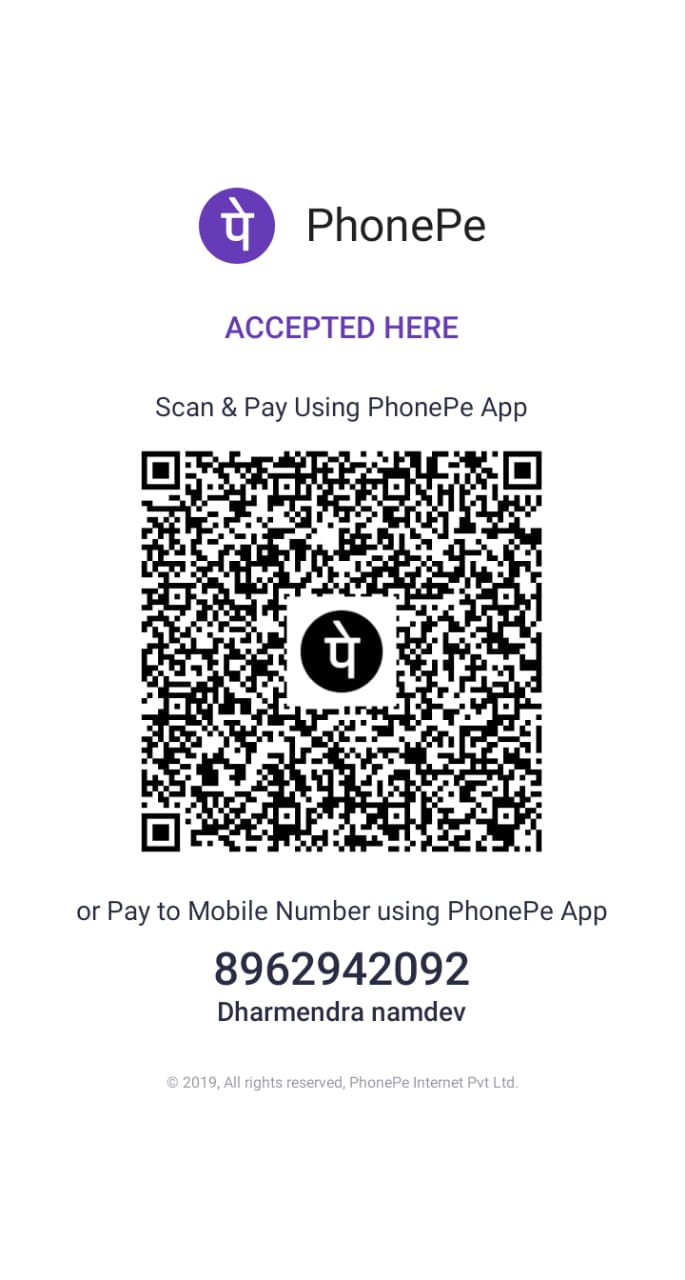 पे PhonePe
ACCEPTED HERE
Scan & Pay Using PhonePe App
पे
or Pay to Mobile Number using PhonePe App
8962942092
Dharmendra namdev
© 2019, All rights reserved, PhonePe Internet Pvt Ltd.